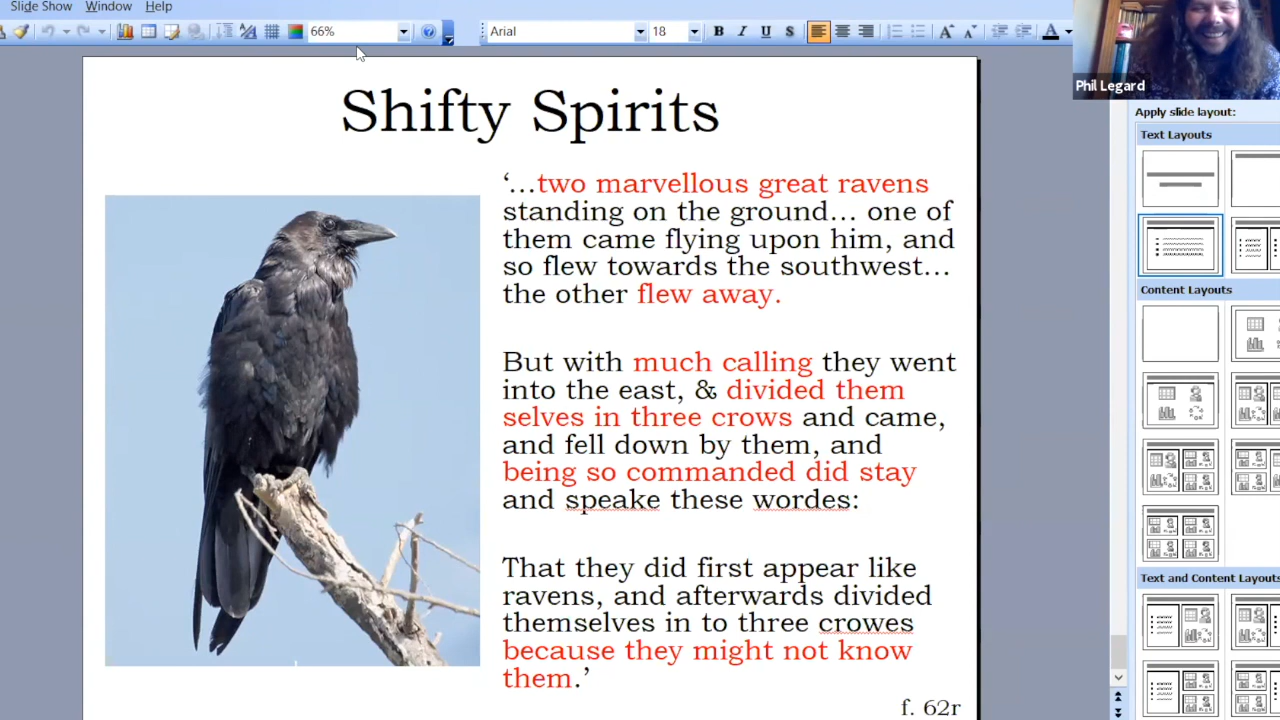 Slide Show Window Help
66% Arial 18 B I U S A A A
Phil Legard
Apply slide layout:
Text Layouts
Shifty Spirits
‘…two marvellous great ravens
standing on the ground… one of
them came flying upon him, and
so flew towards the southwest…
the other flew away.
But with much calling they went
into the east, & divided them
selves in three crows and came,
and fell down by them, and
being so commanded did stay
and speake these wordes:
That they did first appear like
ravens, and afterwards divided
themselves in to three crowes
because they might not know
them.’
f. 62r
Content Layouts
Text and Content Layouts